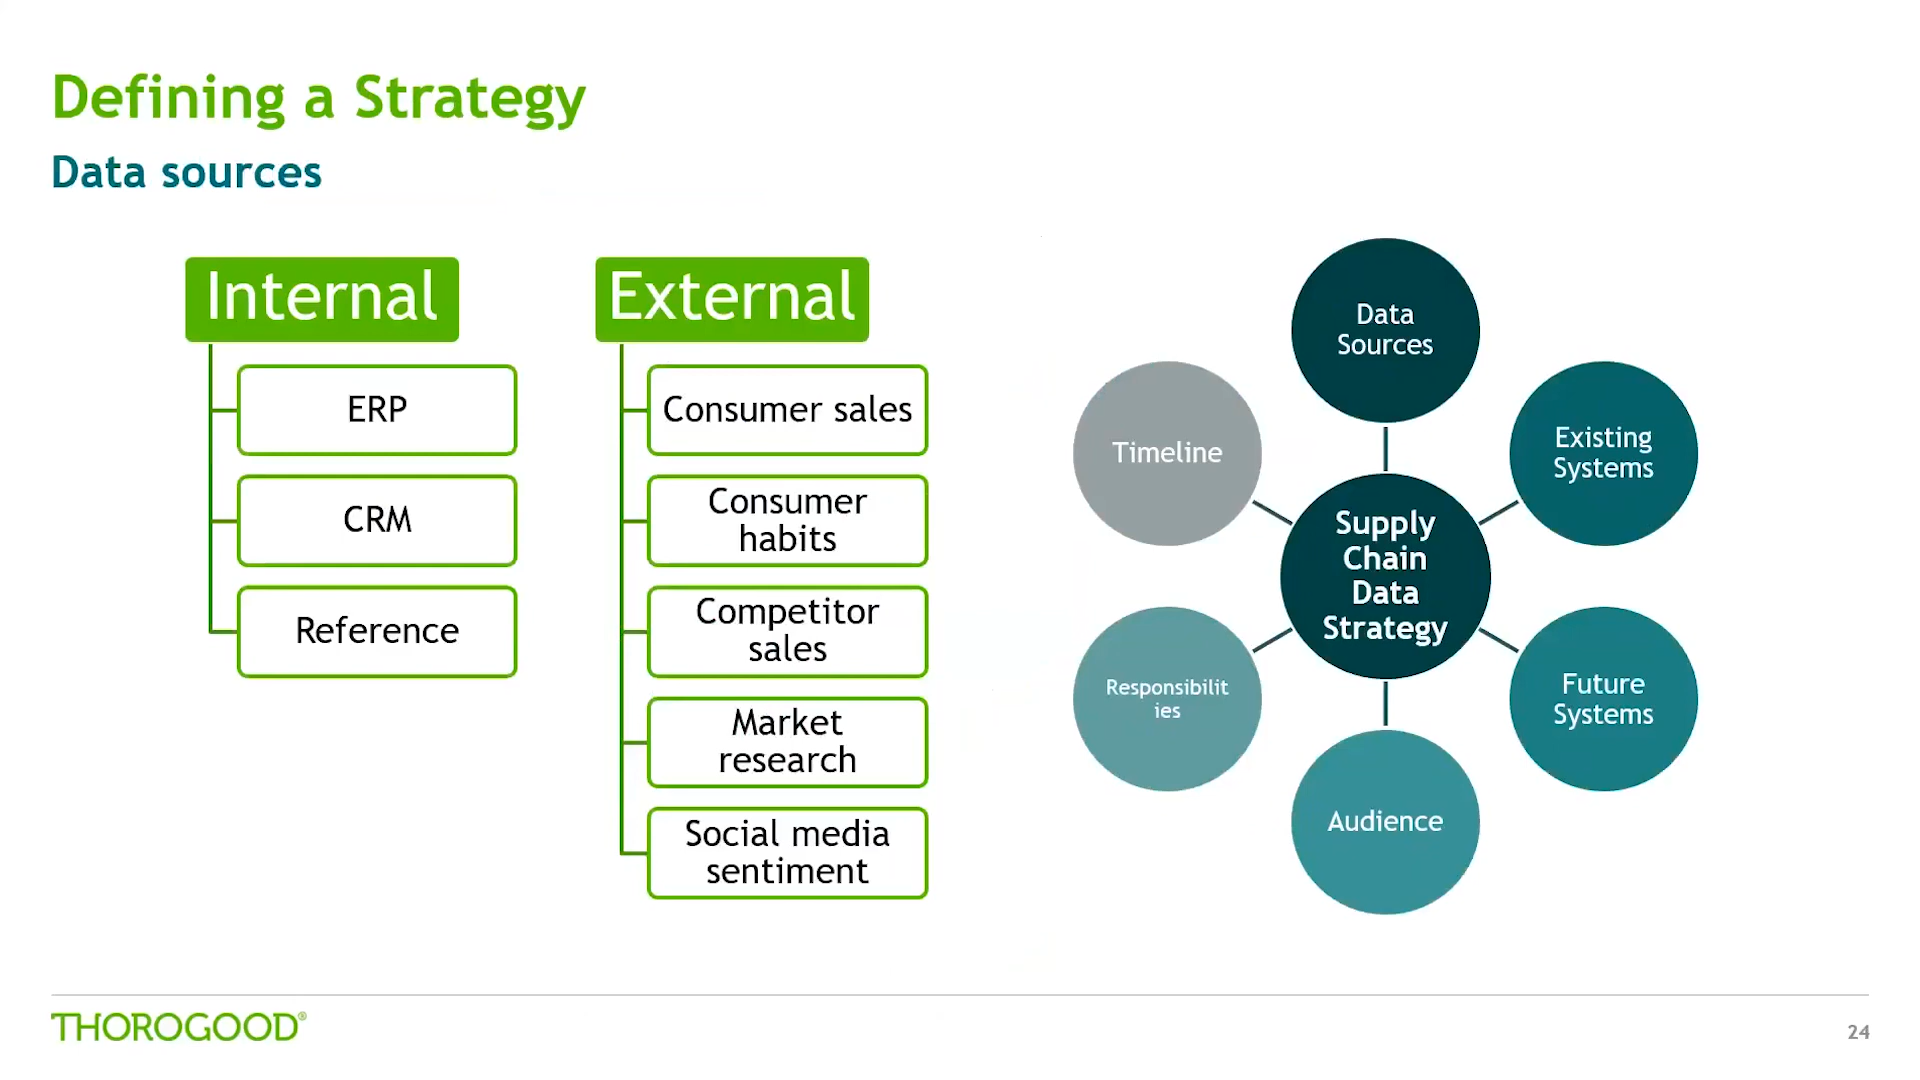 Defining a Strategy
Data sources
Internal
ERP
CRM
Reference
External
Consumer sales
Consumer
habits
Competitor
sales
Market
research
Social media
sentiment
Data
Sources
Existing
Systems
Future
Systems
Audience
Responsibilit
ies
Timeline
Supply
Chain
Data
Strategy
THOROGOOD®
24